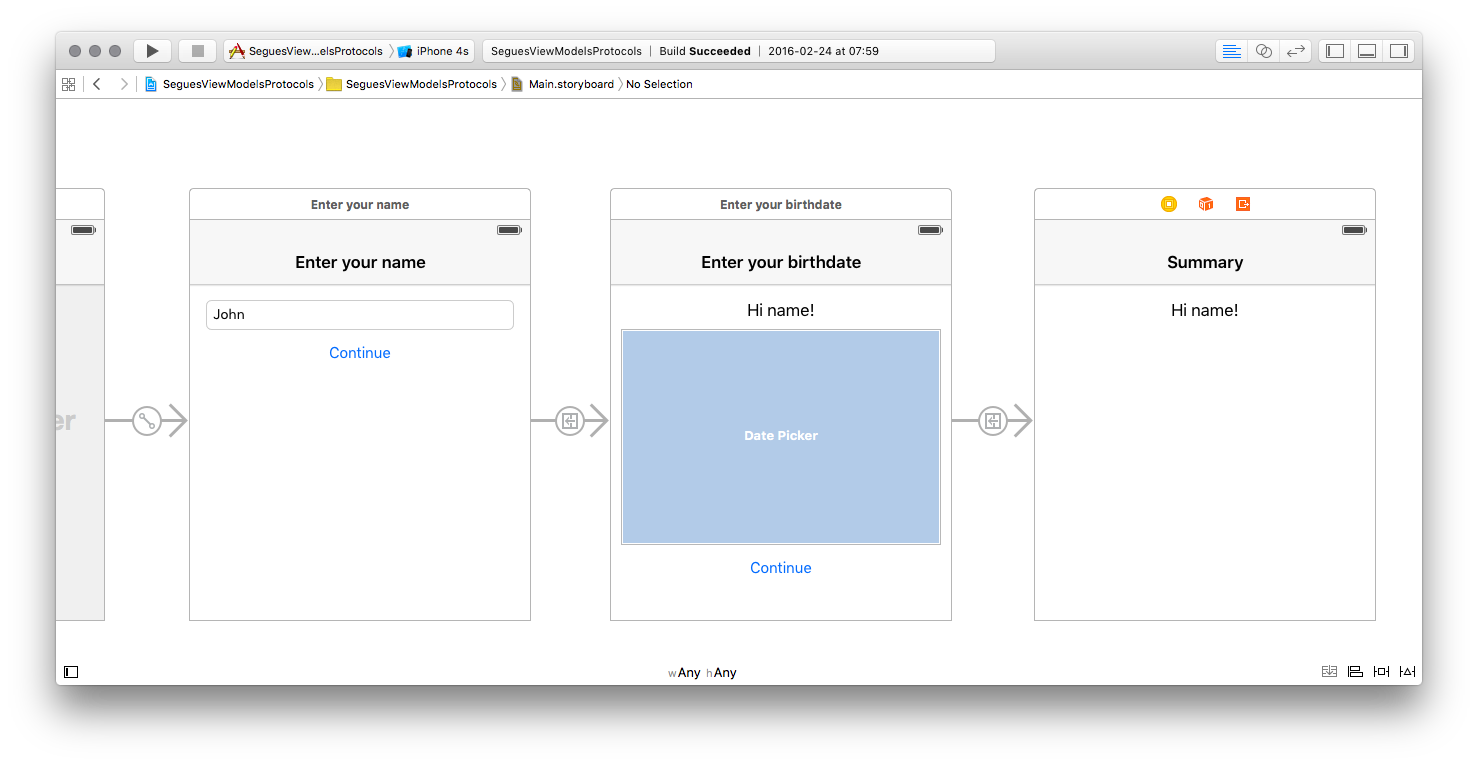 SeguesView...elsProtocols iPhone 4s
SeguesViewModelsProtocols | Build Succeeded | 2016-02-24 at 07:59
SeguesViewModelsProtocols SeguesViewModelsProtocols Main.storyboard No Selection
er
Enter your name
Enter your name
John
Continue
Enter your birthdate
Enter your birthdate
Hi name!
Date Picker
Continue
Summary
Hi name!
wAny hAny